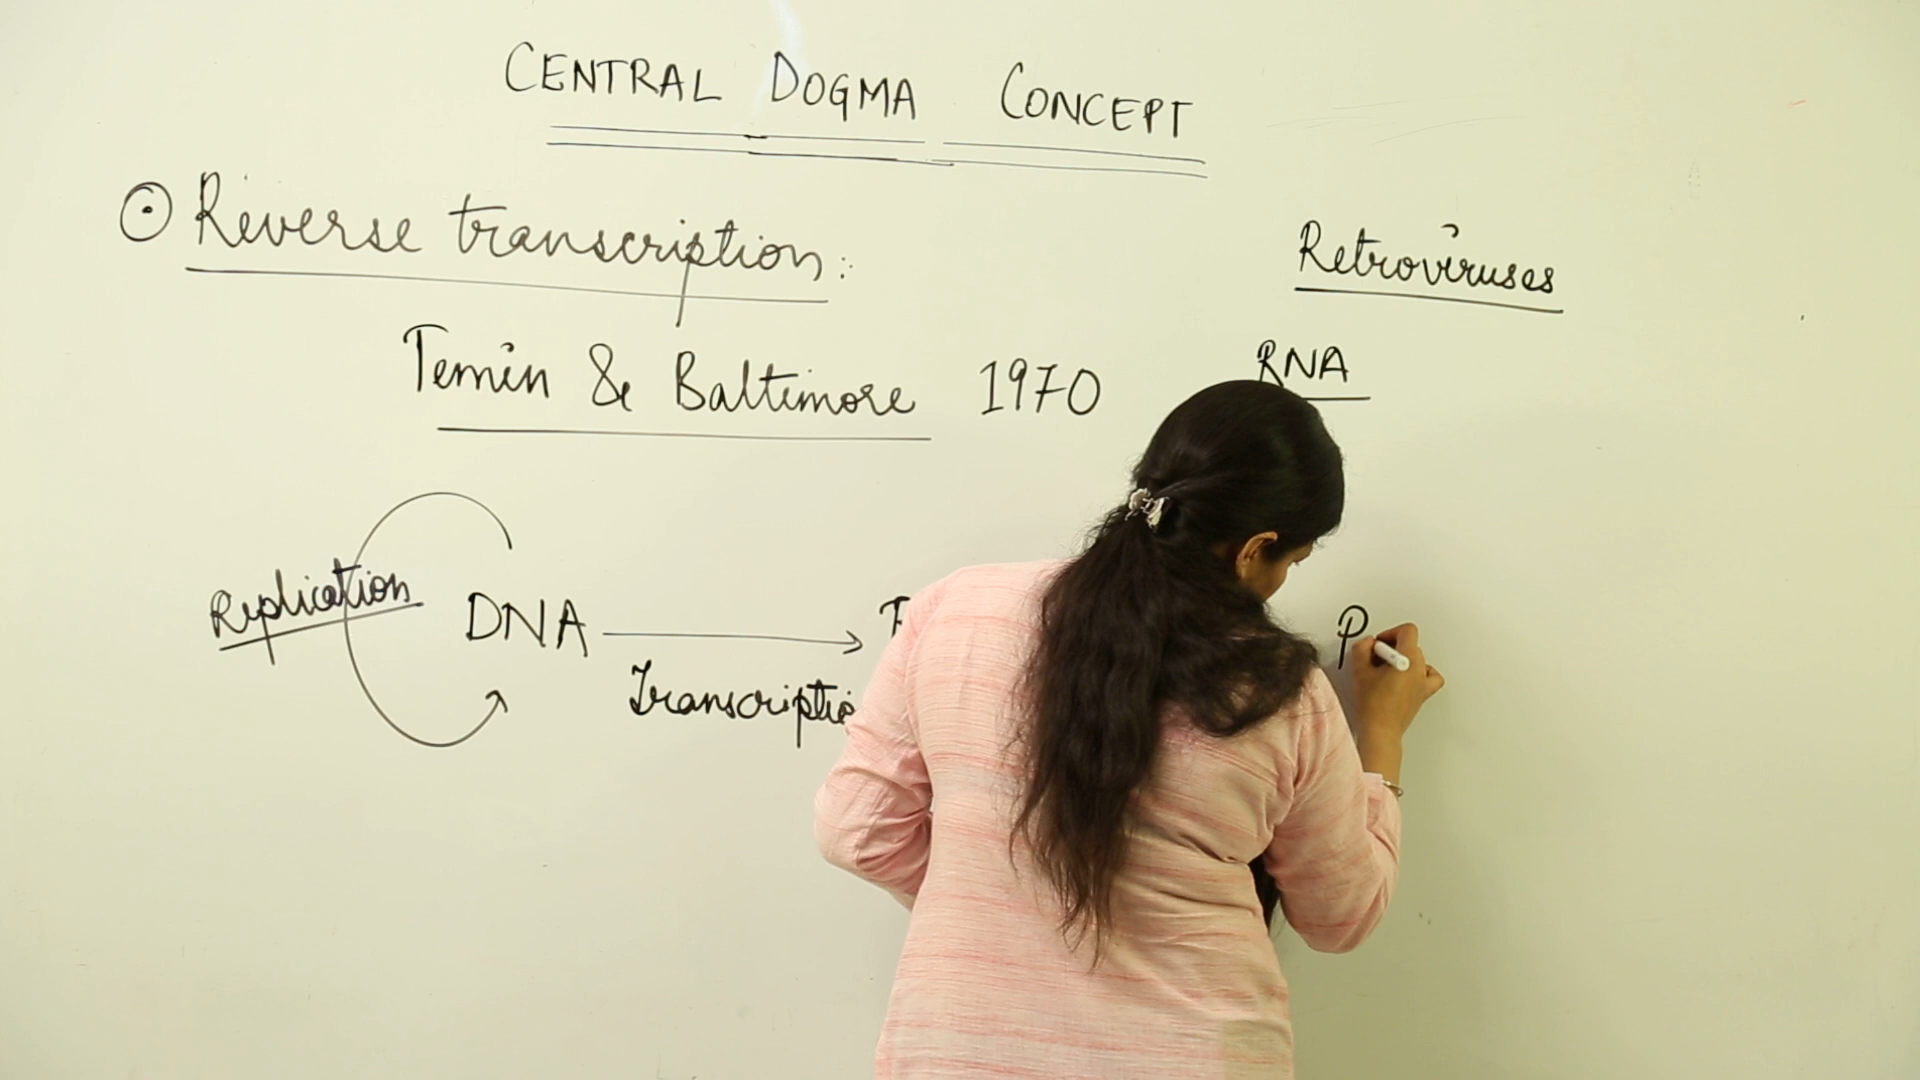 CENTRAL DOGMA CONCEPT
Reverse transcription:
Retroviruses
Temin & Baltimore 1970
RNA
Replication
DNA
P